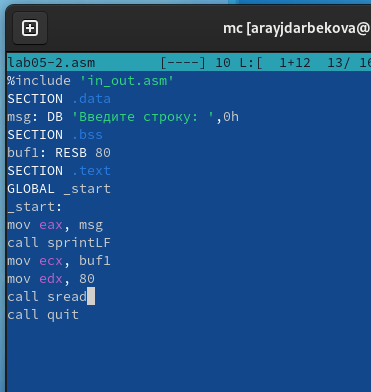 mc [arayjdarbekova@
lab05-2.asm [----] 10 L:[ 1+12 13/ 16
%include 'in_out.asm'
SECTION .data
msg: DB 'Введите строку: ',0h
SECTION .bss
buf1: RESB 80
SECTION .text
GLOBAL _start
_start:
mov eax, msg
call sprintLF
mov ecx, buf1
mov edx, 80
call sread
call quit